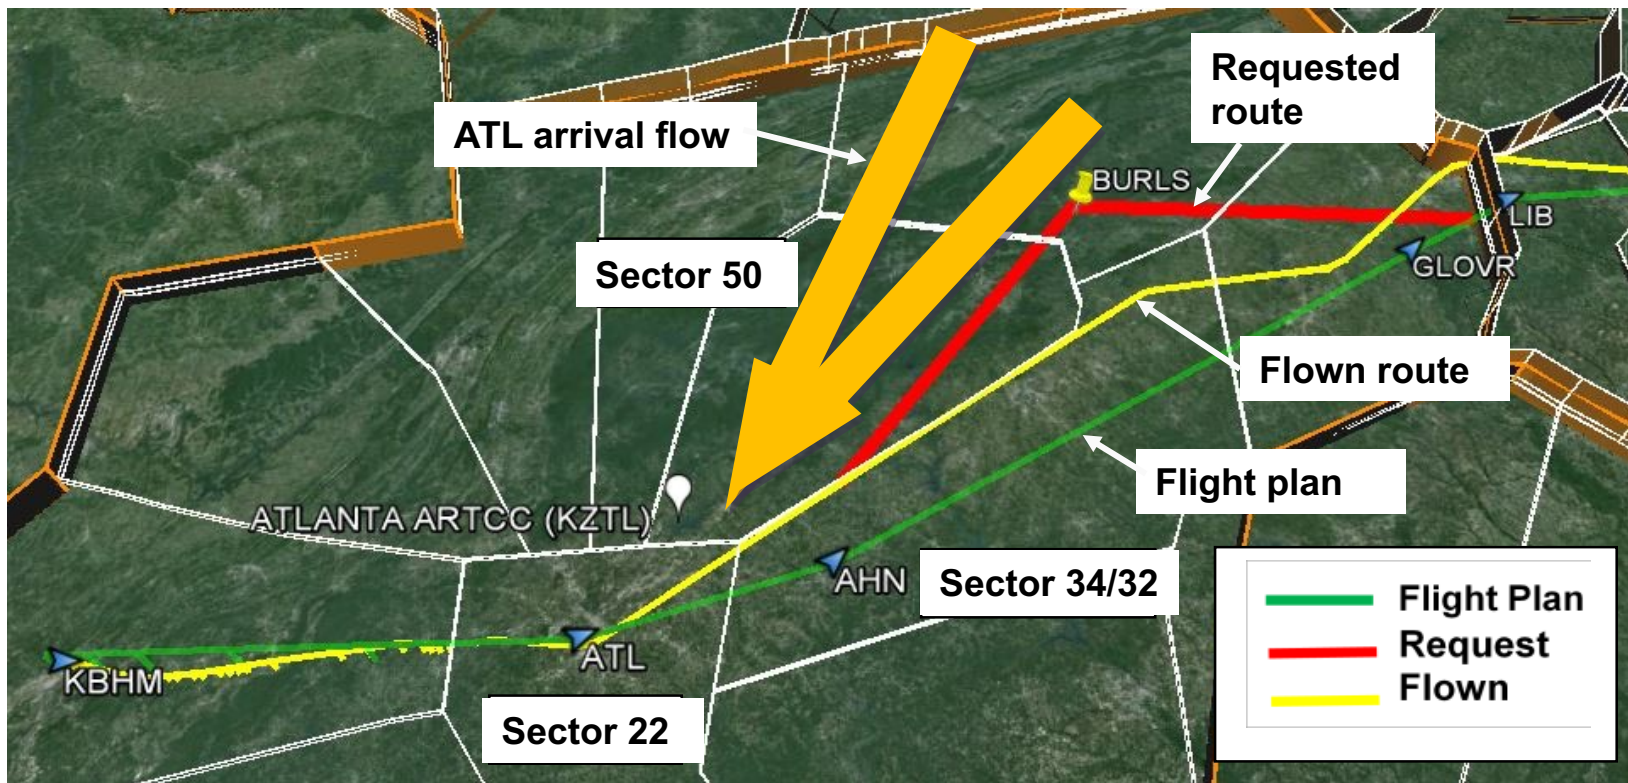 Requested
route
ATL arrival flow
BURLS
LIB
Sector 50
GLOVR
Flown route
Flight plan
ATLANTA ARTCC (KZTL)
AHN
Sector 34/32
ATL
KBHM
Sector 22
Flight Plan
Request
Flown